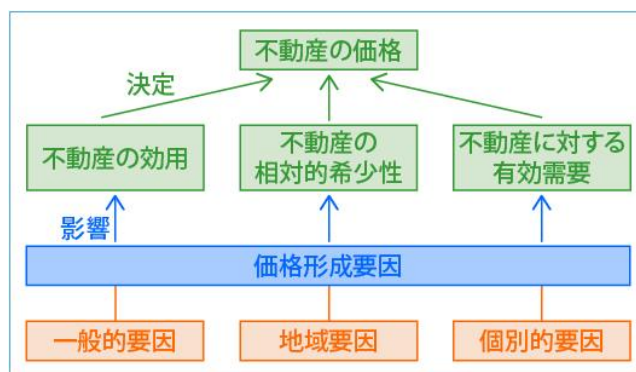 不動産の価格
決定
不動産の効用
不動産の
相対的希少性
不動産に対する
有効需要
影響
価格形成要因
一般的要因
地域要因
個別的要因